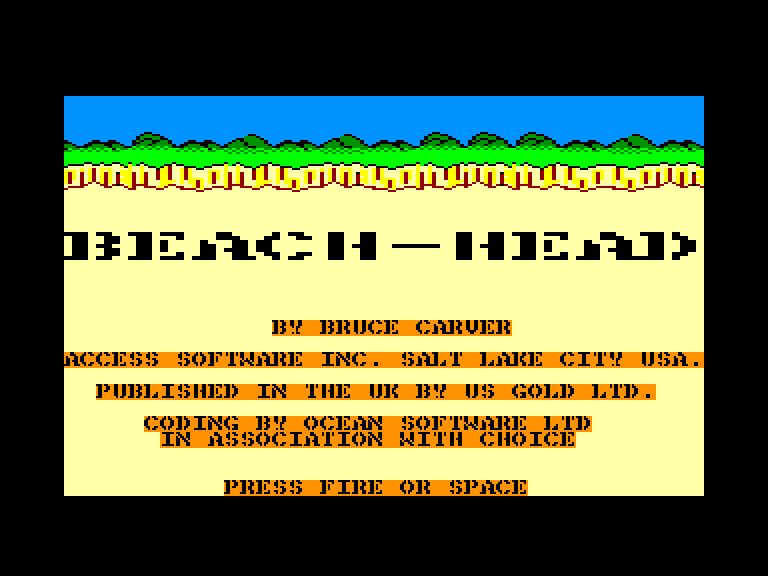 BEACH-HEAD
BY BRUCE CARVER
ACCESS SOFTWARE INC. SALT LAKE CITY USA.
PUBLISHED IN THE UK BY US GOLD LTD.
CODING BY OCEAN SOFTWARE LTD
IN ASSOCIATION WITH CHOICE
PRESS FIRE OR SPACE